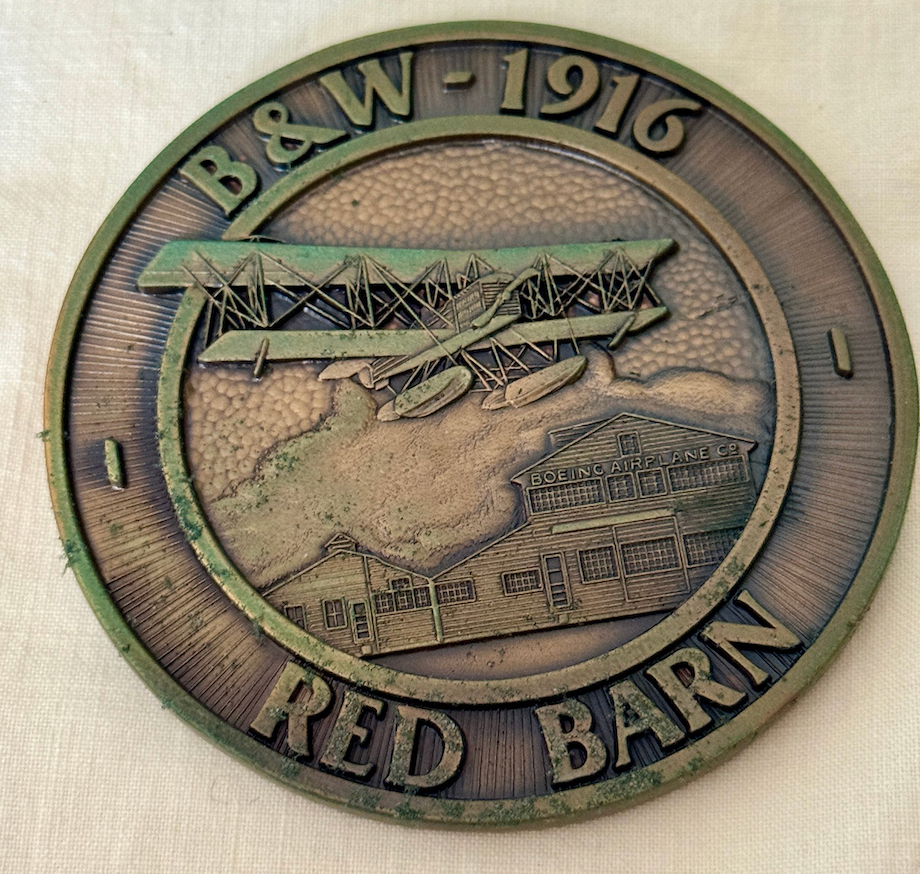 B & W - 1916
BOEING AIRPLANE Co
RED BARN